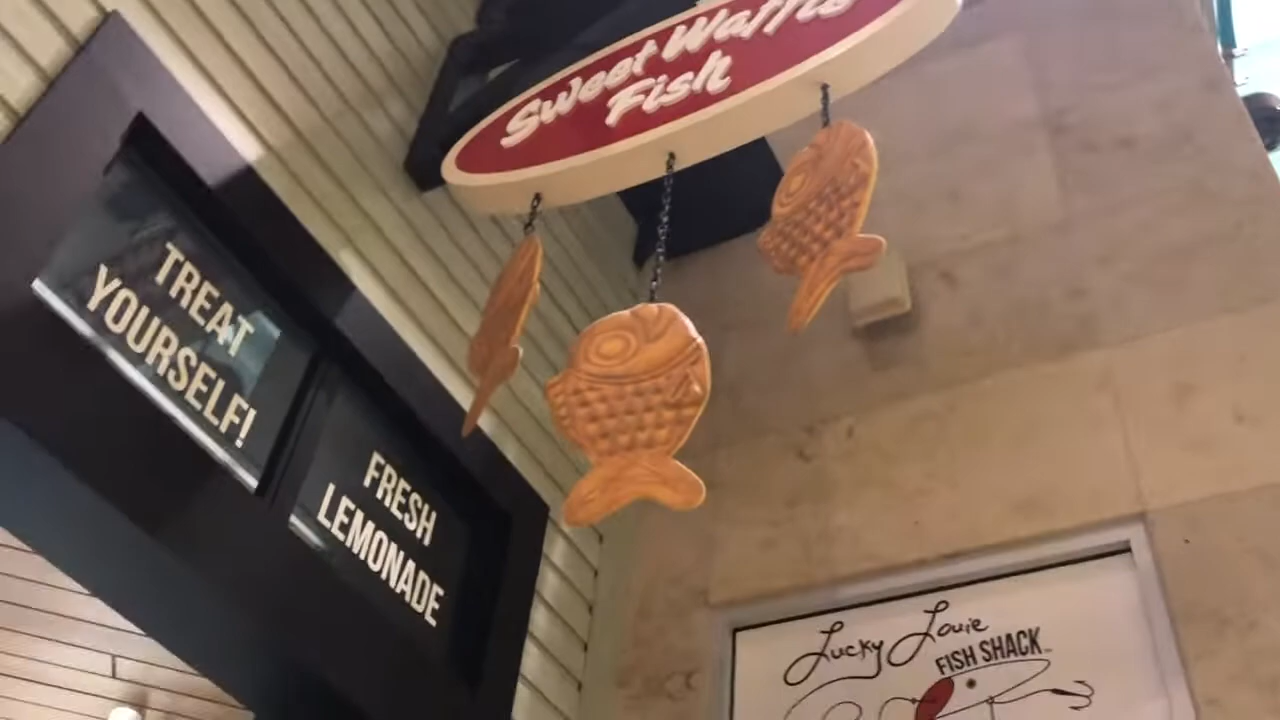 Sweet Waffle
Fish
TREAT
YOURSELF!
FRESH
LEMONADE
Lucky Louie
FISH SHACK